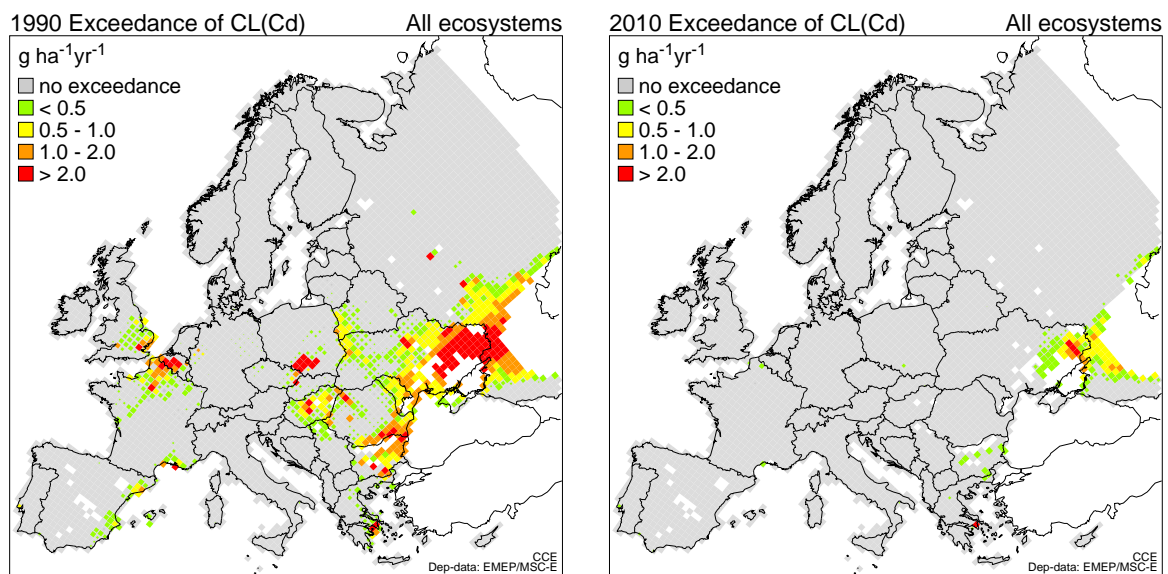 1990 Exceedance of CL(Cd) All ecosystems
g ha⁻¹yr⁻¹
no exceedance
< 0.5
0.5 - 1.0
1.0 - 2.0
> 2.0
CCE
Dep-data: EMEP/MSC-E
2010 Exceedance of CL(Cd) All ecosystems
g ha⁻¹yr⁻¹
no exceedance
< 0.5
0.5 - 1.0
1.0 - 2.0
> 2.0
CCE
Dep-data: EMEP/MSC-E